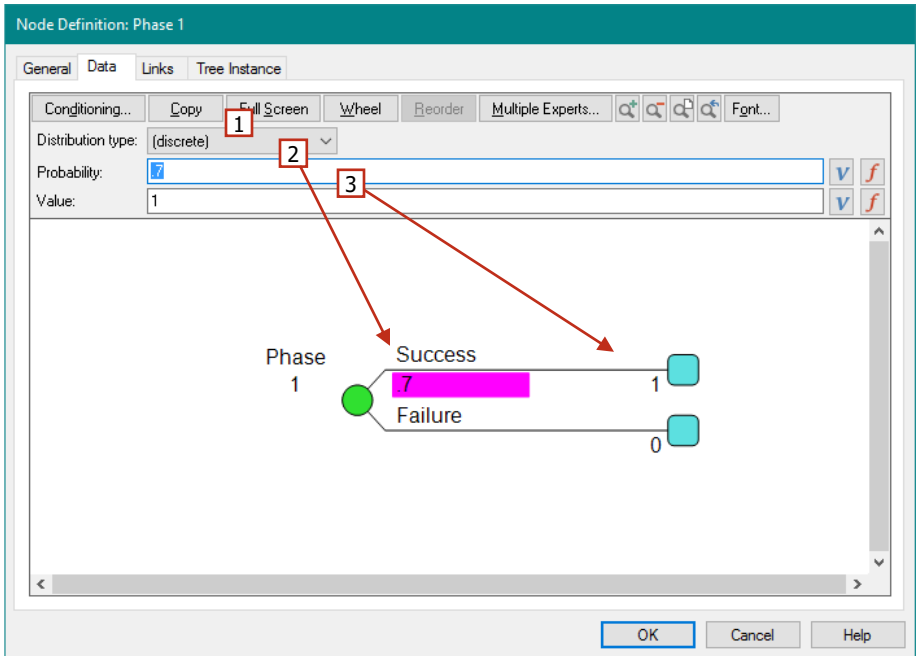 Node Definition: Phase 1
General Data Links Tree Instance
Conditioning... Copy Full Screen Wheel Reorder Multiple Experts... Font...
1
Distribution type: (discrete)
2
Probability: .7 V f
3
Value: 1 V f
Phase
1
Success
.7 1
Failure
0
OK Cancel Help